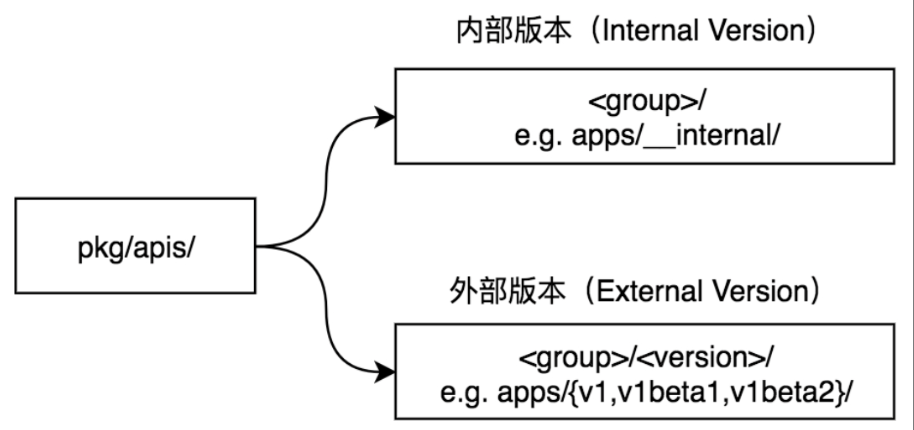 内部版本（Internal Version）
<group>/
e.g. apps/__internal/
pkg/apis/
外部版本（External Version）
<group>/<version>/
e.g. apps/{v1,v1beta1,v1beta2}/